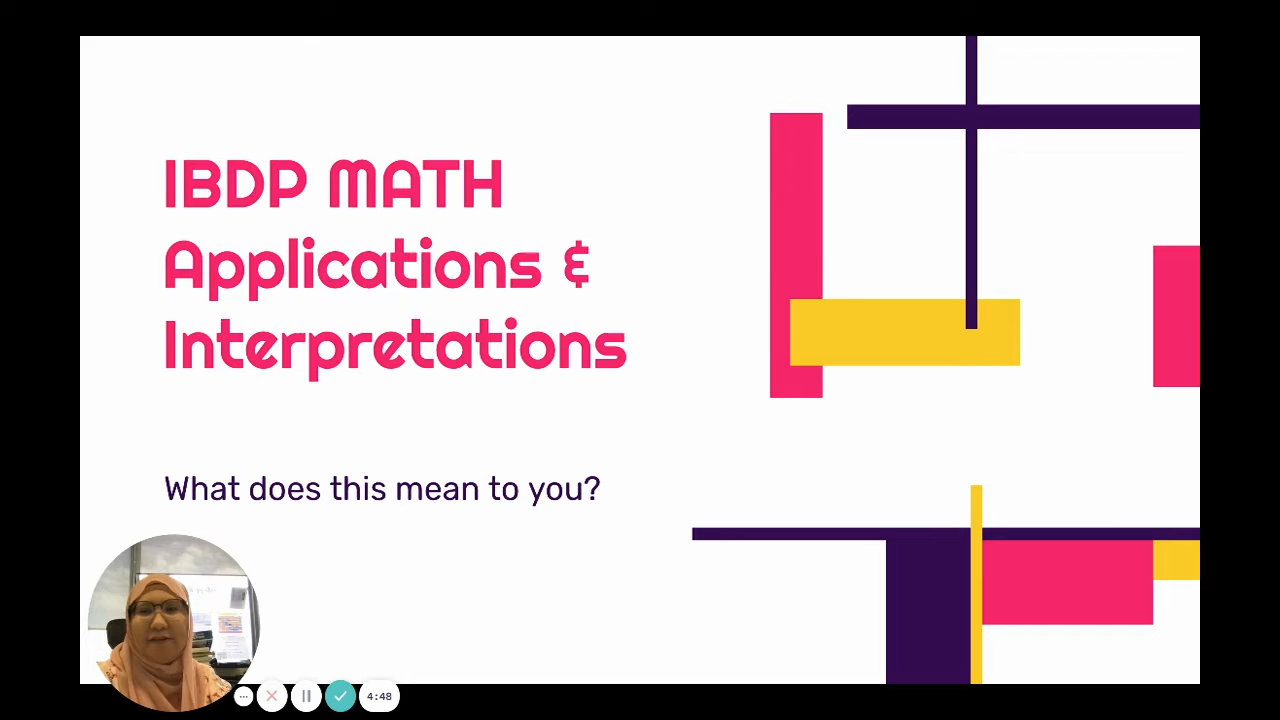 IBDP MATH
Applications &
Interpretations
What does this mean to you?
4:48